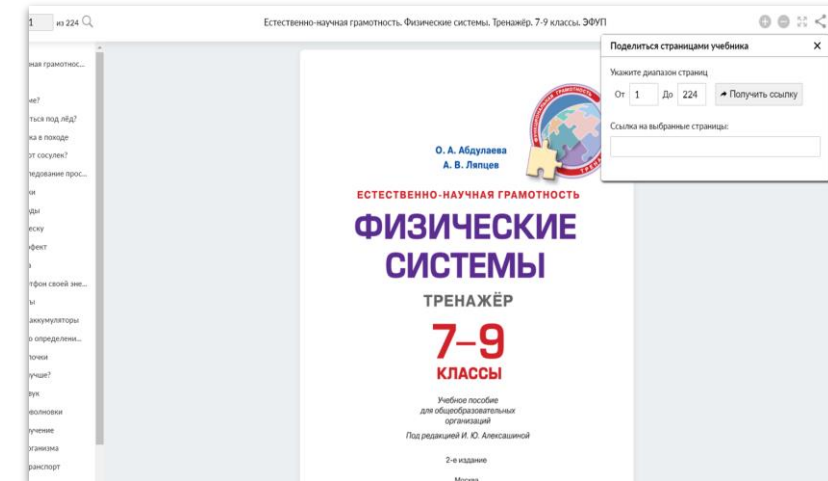 1 из 224
Естественно-научная грамотность. Физические системы. Тренажёр. 7-9 классы. ЭФУП
Поделиться страницами учебника X
Укажите диапазон страниц
От 1 До 224 Получить ссылку
Ссылка на выбранные страницы:
ная грамотнос...
ие?
ться под лёд?
ка в походе
от сосулек?
ледование прос...
ки
ды
еску
фект
тфон своей эне...
ты
аккумуляторы
о определени...
почки
учше?
вук
волновки
учение
рганизма
ранспорт
О. А. Абдулаева
А. В. Ляпцев
ЕСТЕСТВЕННО-НАУЧНАЯ ГРАМОТНОСТЬ
ФИЗИЧЕСКИЕ
СИСТЕМЫ
ТРЕНАЖЁР
7–9
КЛАССЫ
Учебное пособие
для общеобразовательных
организаций
Под редакцией И. Ю. Алексашиной
2-е издание
Москва